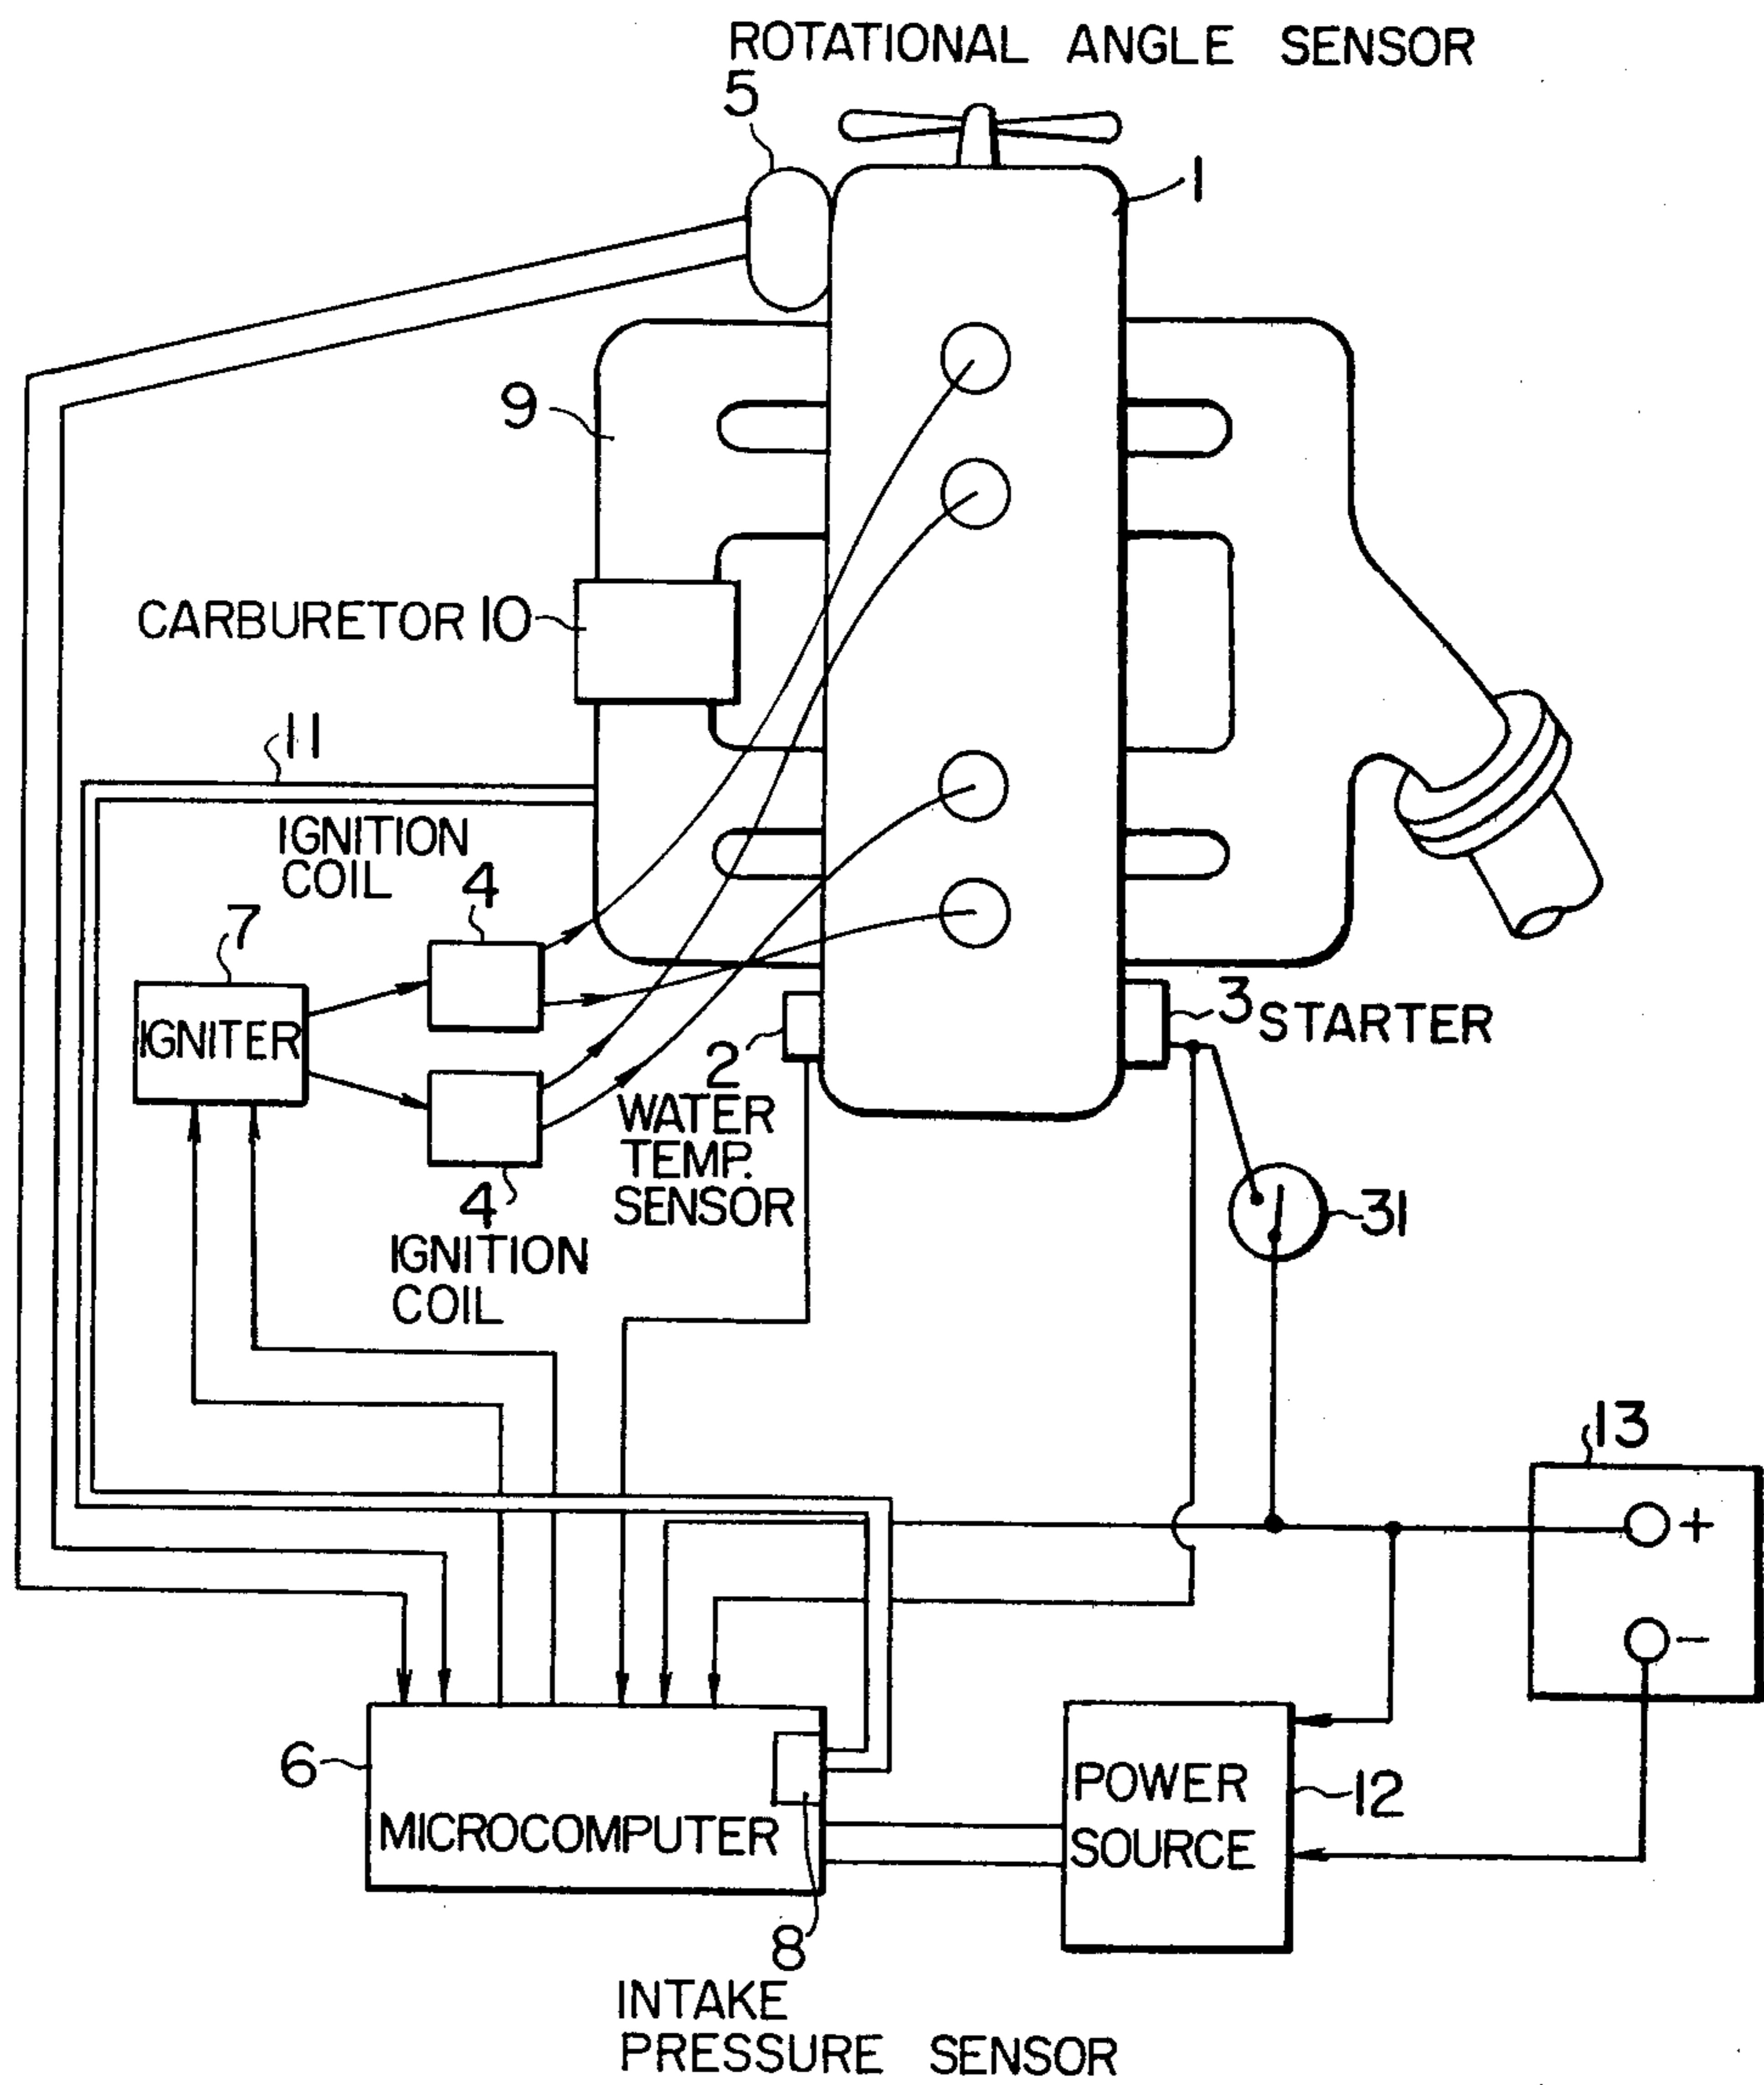 ROTATIONAL ANGLE SENSOR
5
1
9
CARBURETOR 10
11
IGNITION
COIL
4
7
IGNITER
3 STARTER
2
WATER
TEMP.
SENSOR
4
IGNITION
COIL
31
13
+
−
6
MICROCOMPUTER
POWER
SOURCE
12
8
INTAKE
PRESSURE SENSOR